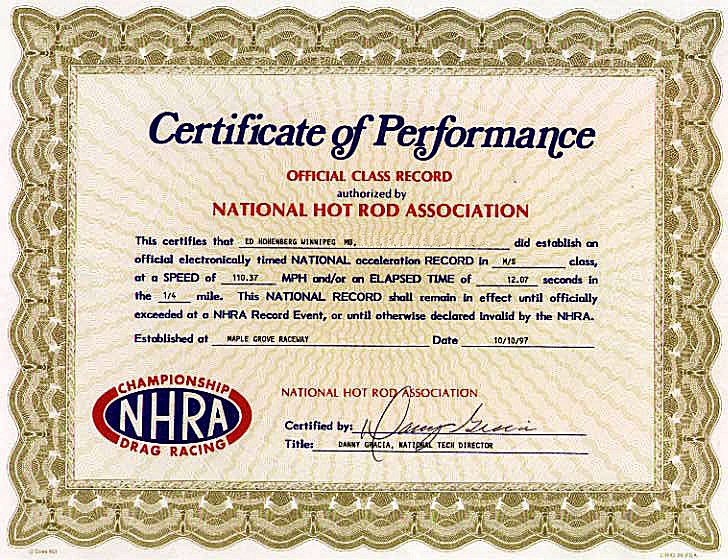 Certificate of Performance
OFFICIAL CLASS RECORD
authorized by
NATIONAL HOT ROD ASSOCIATION
This certifies that ED HOHENBERG WINNIPEG MB, did establish an
official electronically timed NATIONAL acceleration RECORD in M/S class,
at a SPEED of 110.37 MPH and/or an ELAPSED TIME of 12.07 seconds in
the 1/4 mile. This NATIONAL RECORD shall remain in effect until officially
exceeded at a NHRA Record Event, or until otherwise declared invalid by the NHRA.
Established at MAPLE GROVE RACEWAY Date 10/10/97
CHAMPIONSHIP
NHRA
DRAG RACING
NATIONAL HOT ROD ASSOCIATION
Certified by: Danny Gracia
Title: DANNY GRACIA, NATIONAL TECH DIRECTOR